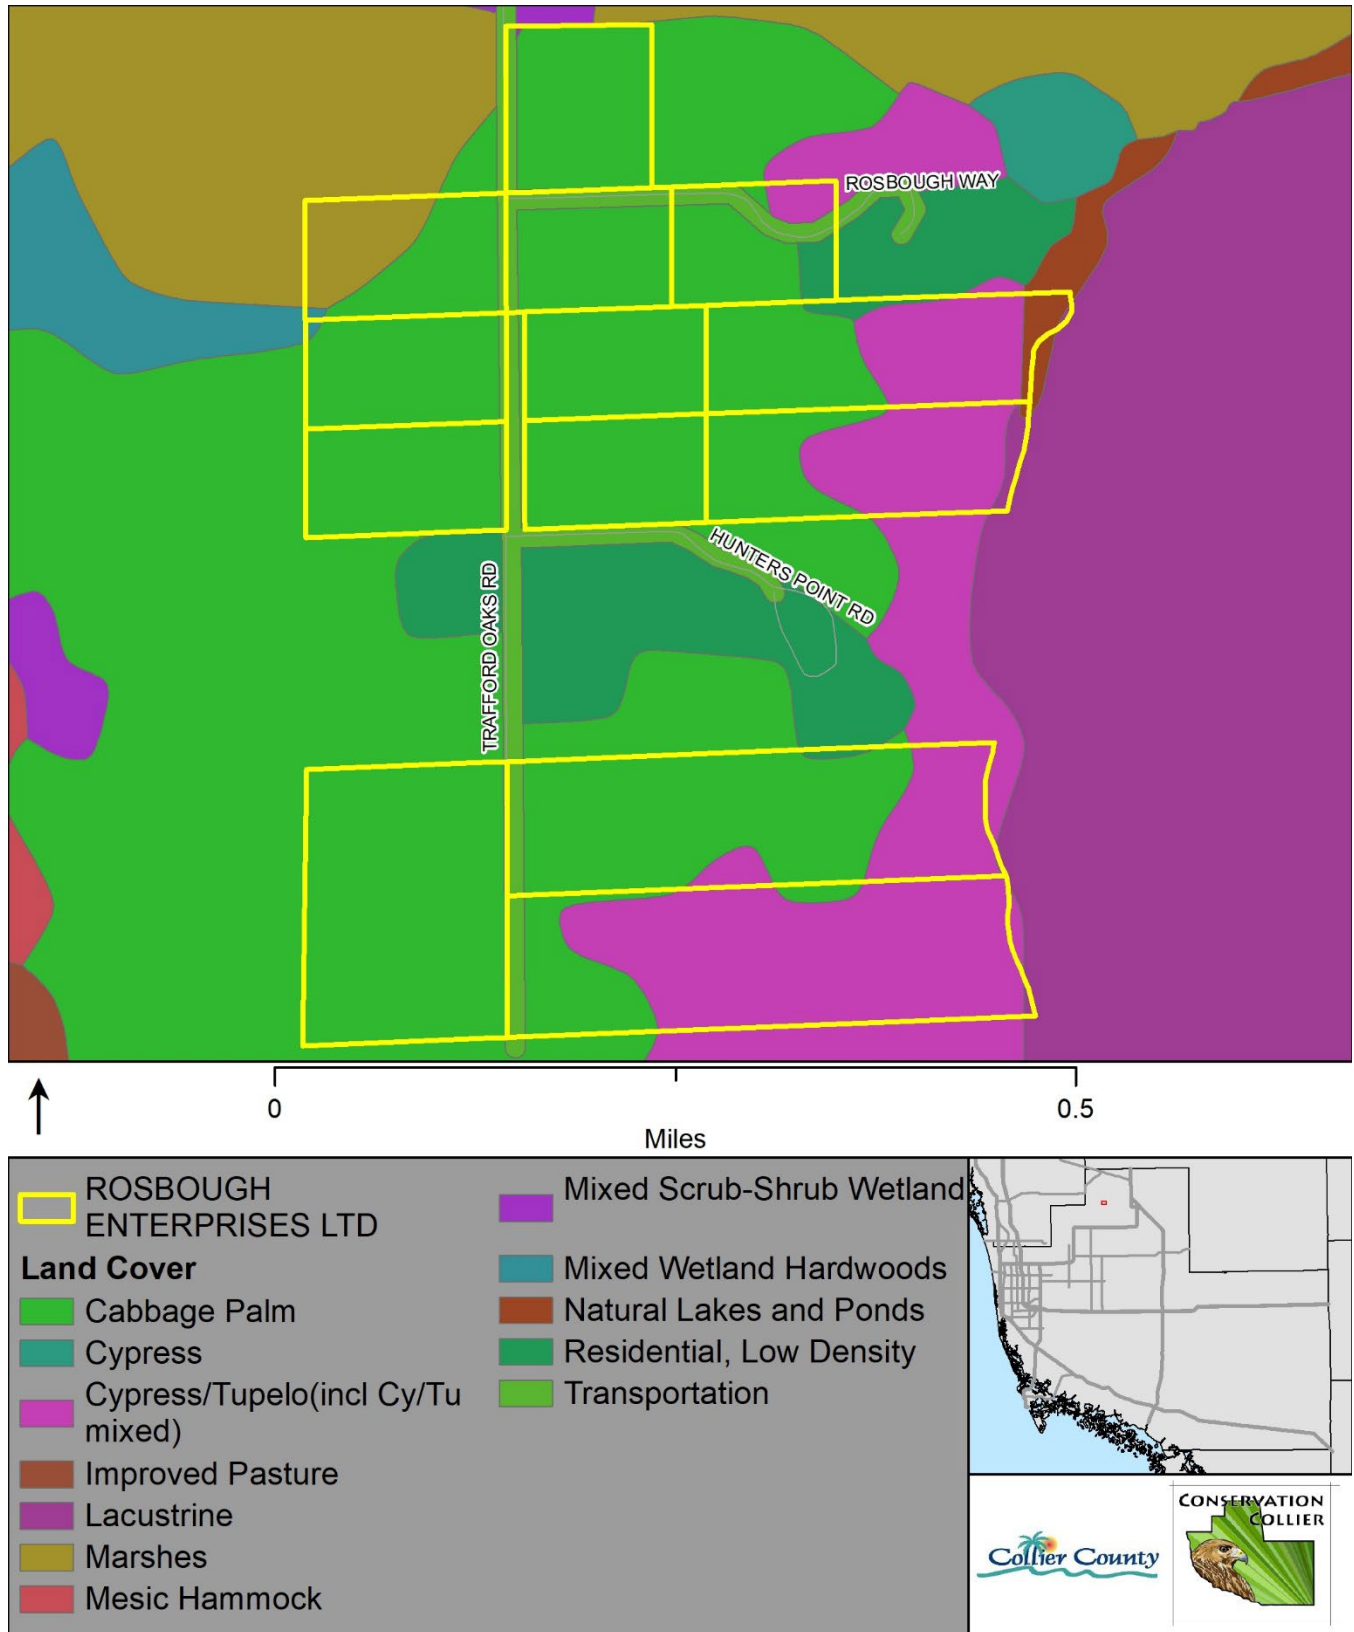 ROSBOUGH WAY
HUNTERS POINT RD
TRAFFORD OAKS RD
0
0.5
Miles
ROSBOUGH
ENTERPRISES LTD
Land Cover
Cabbage Palm
Cypress
Cypress/Tupelo(incl Cy/Tu
mixed)
Improved Pasture
Lacustrine
Marshes
Mesic Hammock
Mixed Scrub-Shrub Wetland
Mixed Wetland Hardwoods
Natural Lakes and Ponds
Residential, Low Density
Transportation
Collier County
CONSERVATION
COLLIER